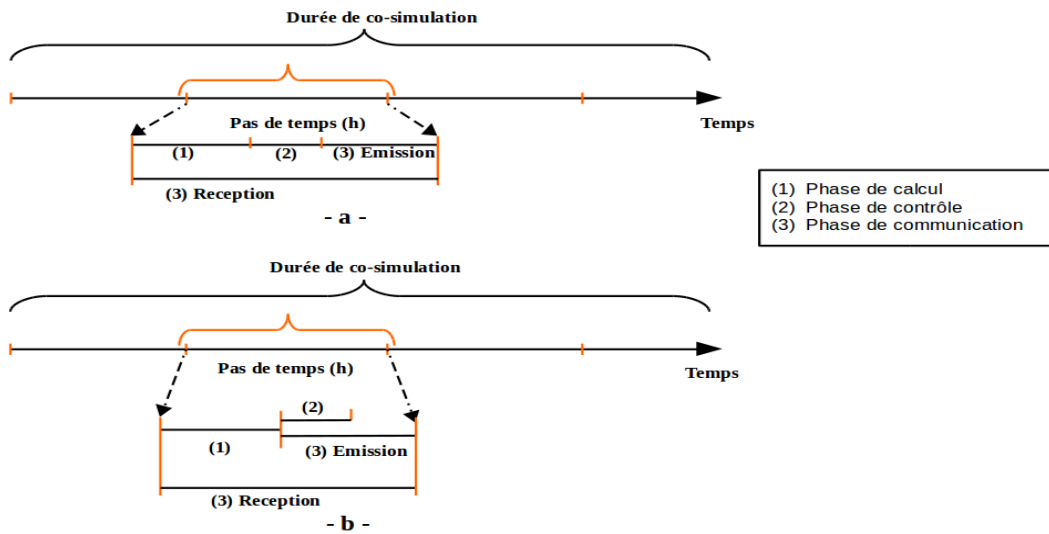 Durée de co-simulation
Pas de temps (h)
Temps
(1)
(2)
(3) Emission
(3) Reception
- a -
(1) Phase de calcul
(2) Phase de contrôle
(3) Phase de communication
Durée de co-simulation
Pas de temps (h)
Temps
(2)
(1)
(3) Emission
(3) Reception
- b -